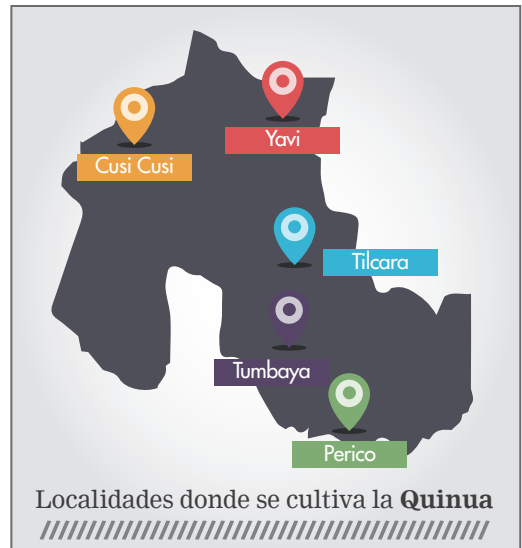 Yavi
Cusi Cusi
Tilcara
Tumbaya
Perico
Localidades donde se cultiva la Quinua